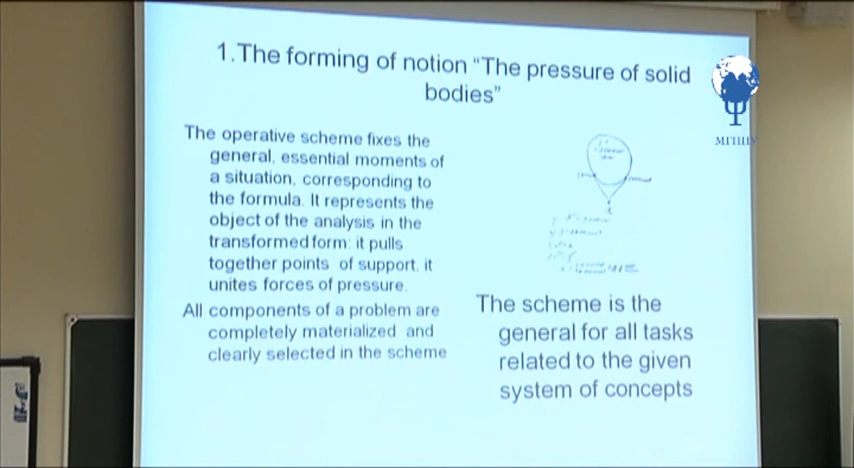 1.The forming of notion “The pressure of solid
bodies”
The operative scheme fixes the
general, essential moments of
a situation, corresponding to
the formula. It represents the
object of the analysis in the
transformed form: it pulls
together points of support, it
unites forces of pressure.
All components of a problem are
completely materialized and
clearly selected in the scheme
The scheme is the
general for all tasks
related to the given
system of concepts
МГППУ